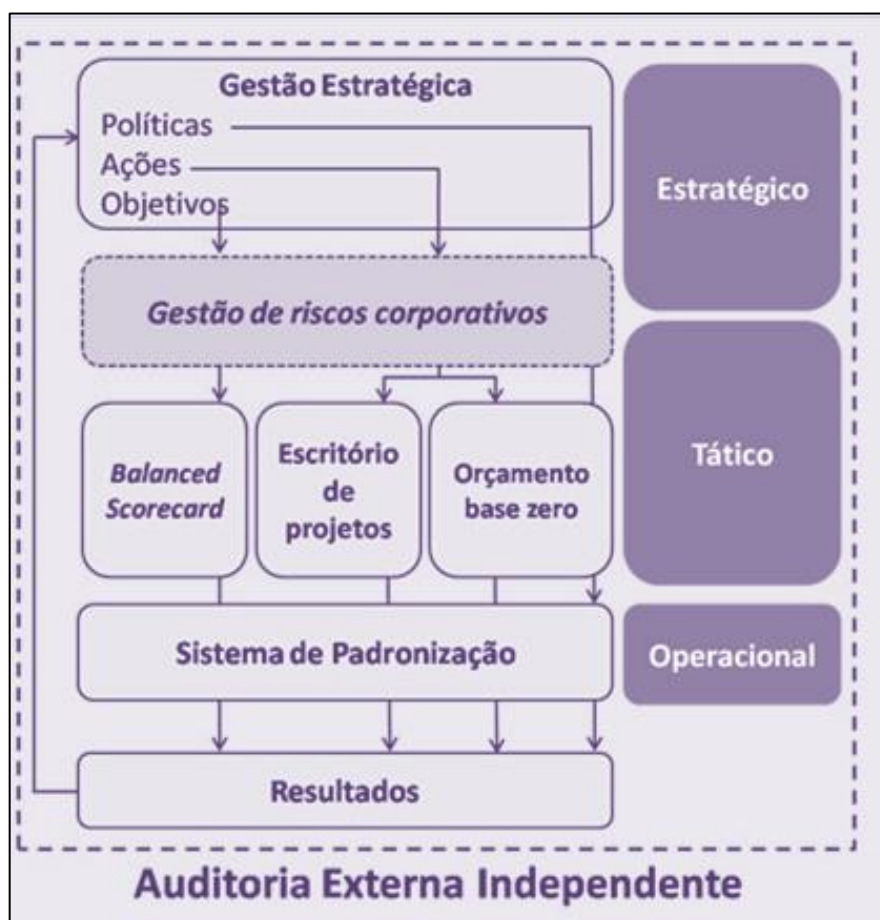 Gestão Estratégica
Políticas
Ações
Objetivos
Estratégico
Gestão de riscos corporativos
Balanced
Scorecard
Escritório
de
projetos
Orçamento
base zero
Tático
Sistema de Padronização
Operacional
Resultados
Auditoria Externa Independente